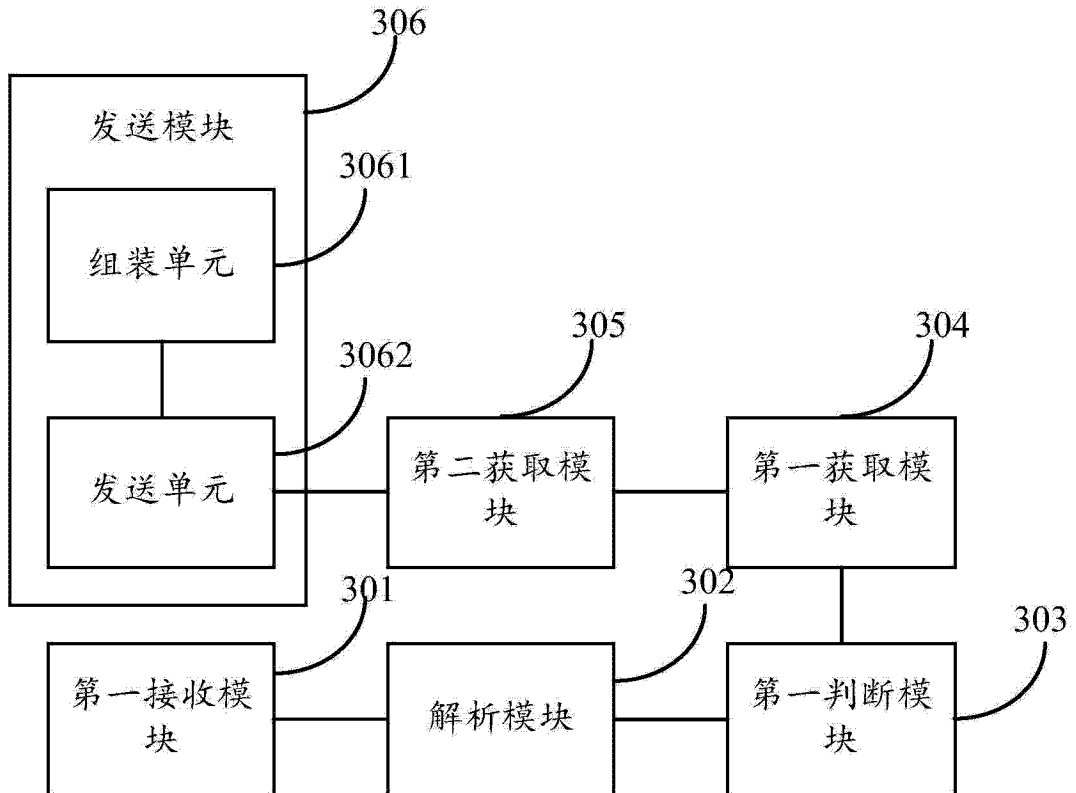 306
发送模块
3061
组装单元
305
304
3062
发送单元
第二获取模
块
第一获取模
块
301
302
303
第一接收模
块
解析模块
第一判断模
块